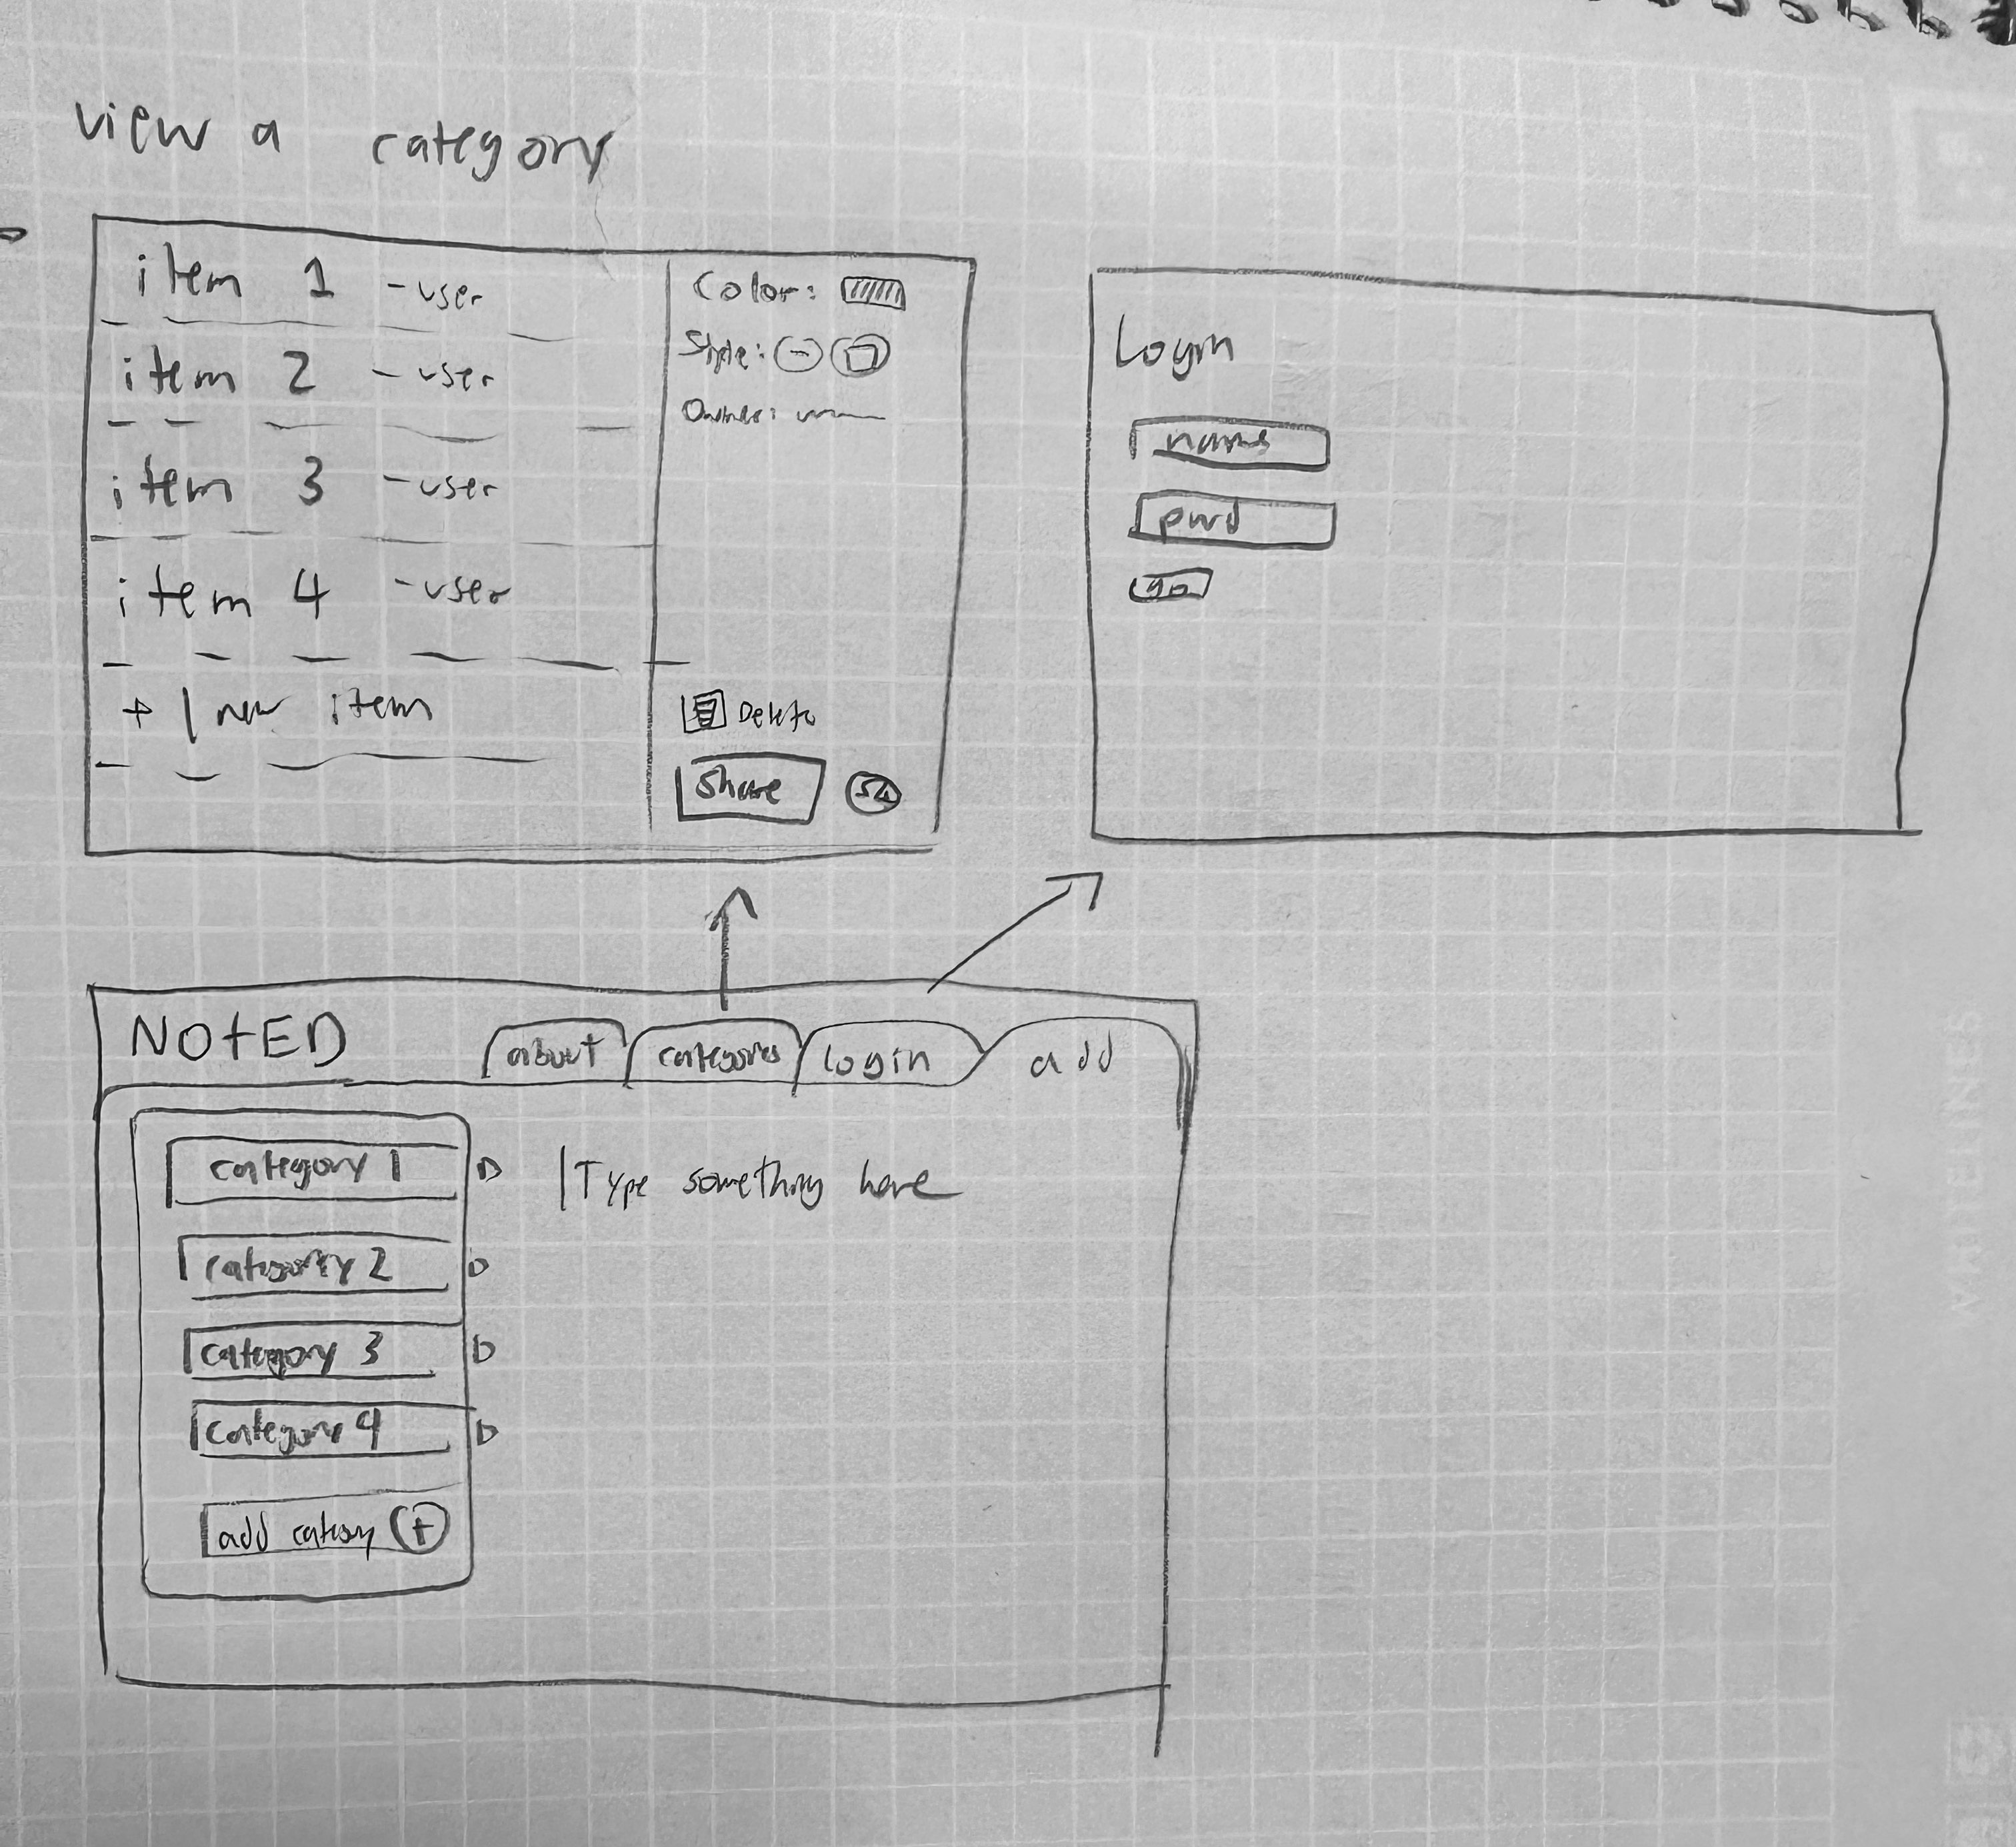 view a category
item 1 -user
item 2 -user
item 3 -user
item 4 -user
+ | new item
Color:
Style:
Owner:
Delete
Share
Login
name
pwd
go
NOTED
about
categories
login
add
category 1
category 2
category 3
category 4
add category +
|Type something here